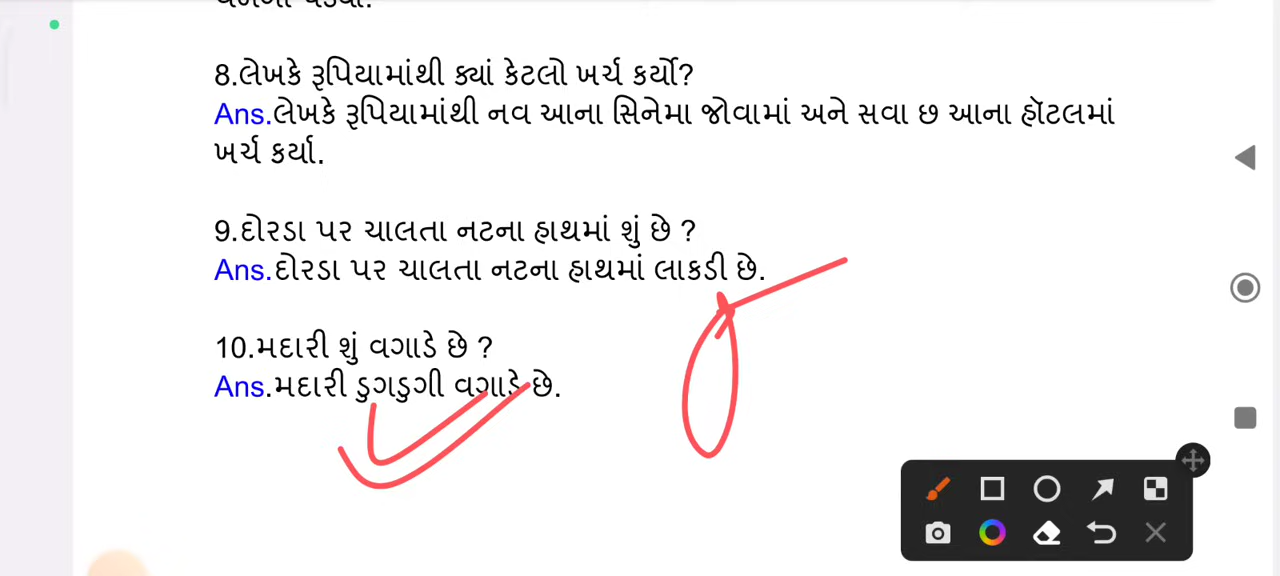 8.લેખકે રૂપિયામાંથી ક્યાં કેટલો ખર્ચ કર્યો?
Ans.લેખકે રૂપિયામાંથી નવ આના સિનેમા જોવામાં અને સવા છ આના હૉટલમાં
ખર્ચ કર્યા.
9.દોરડા પર ચાલતા નટના હાથમાં શું છે ?
Ans.દોરડા પર ચાલતા નટના હાથમાં લાકડી છે.
10.મદારી શું વગાડે છે ?
Ans.મદારી ડુગડુગી વગાડે છે.